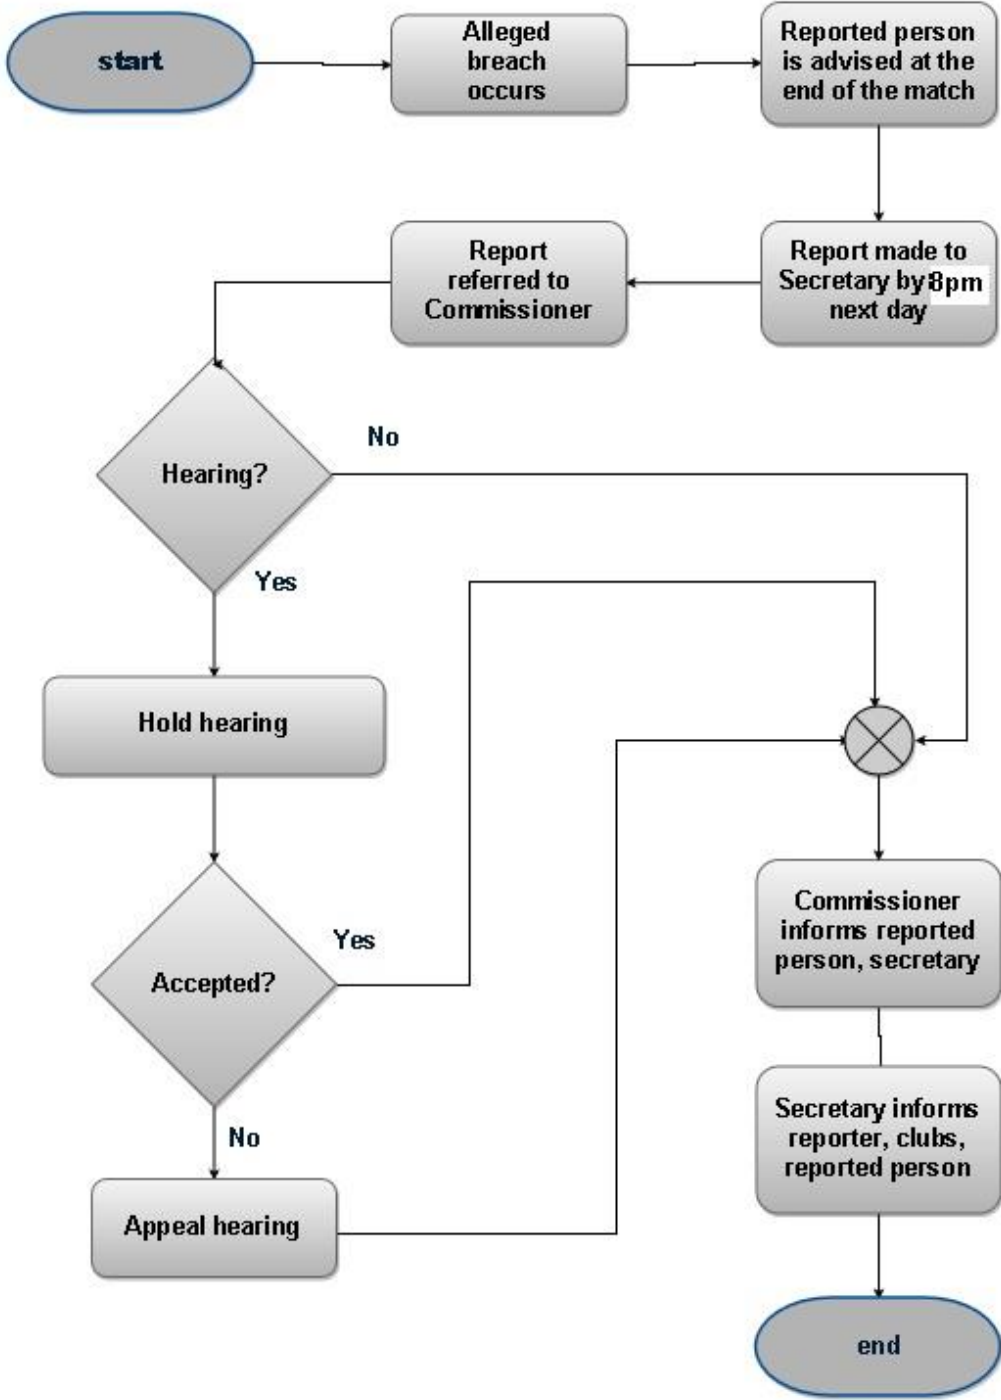 start
Alleged
breach
occurs
Reported person
is advised at the
end of the match
Report made to
Secretary by 8pm
next day
Report
referred to
Commissioner
Hearing?
No
Yes
Hold hearing
Accepted?
Yes
No
Appeal hearing
Commissioner
informs reported
person, secretary
Secretary informs
reporter, clubs,
reported person
end